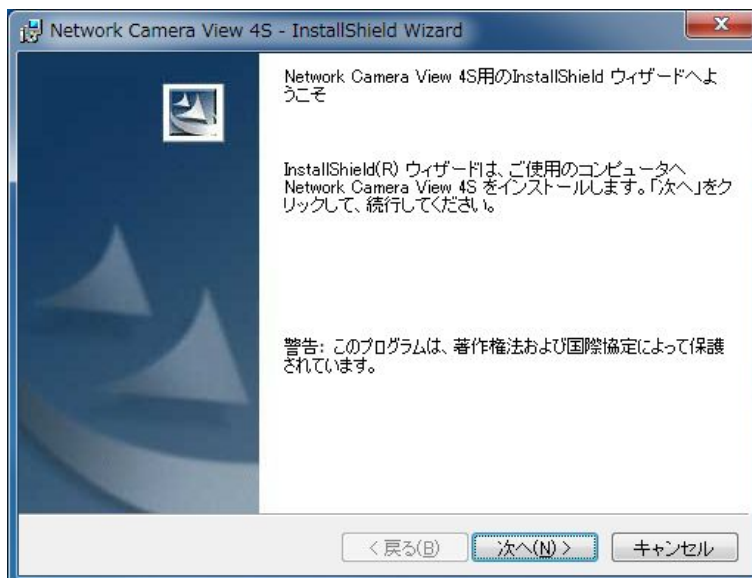 Network Camera View 4S - InstallShield Wizard
Network Camera View 4S用のInstallShield ウィザードへよ
うこそ
InstallShield(R) ウィザードは、ご使用のコンピュータへ
Network Camera View 4S をインストールします。「次へ」をク
リックして、続行してください。
警告: このプログラムは、著作権法および国際協定によって保護
されています。
< 戻る(B)
次へ(N) >
キャンセル